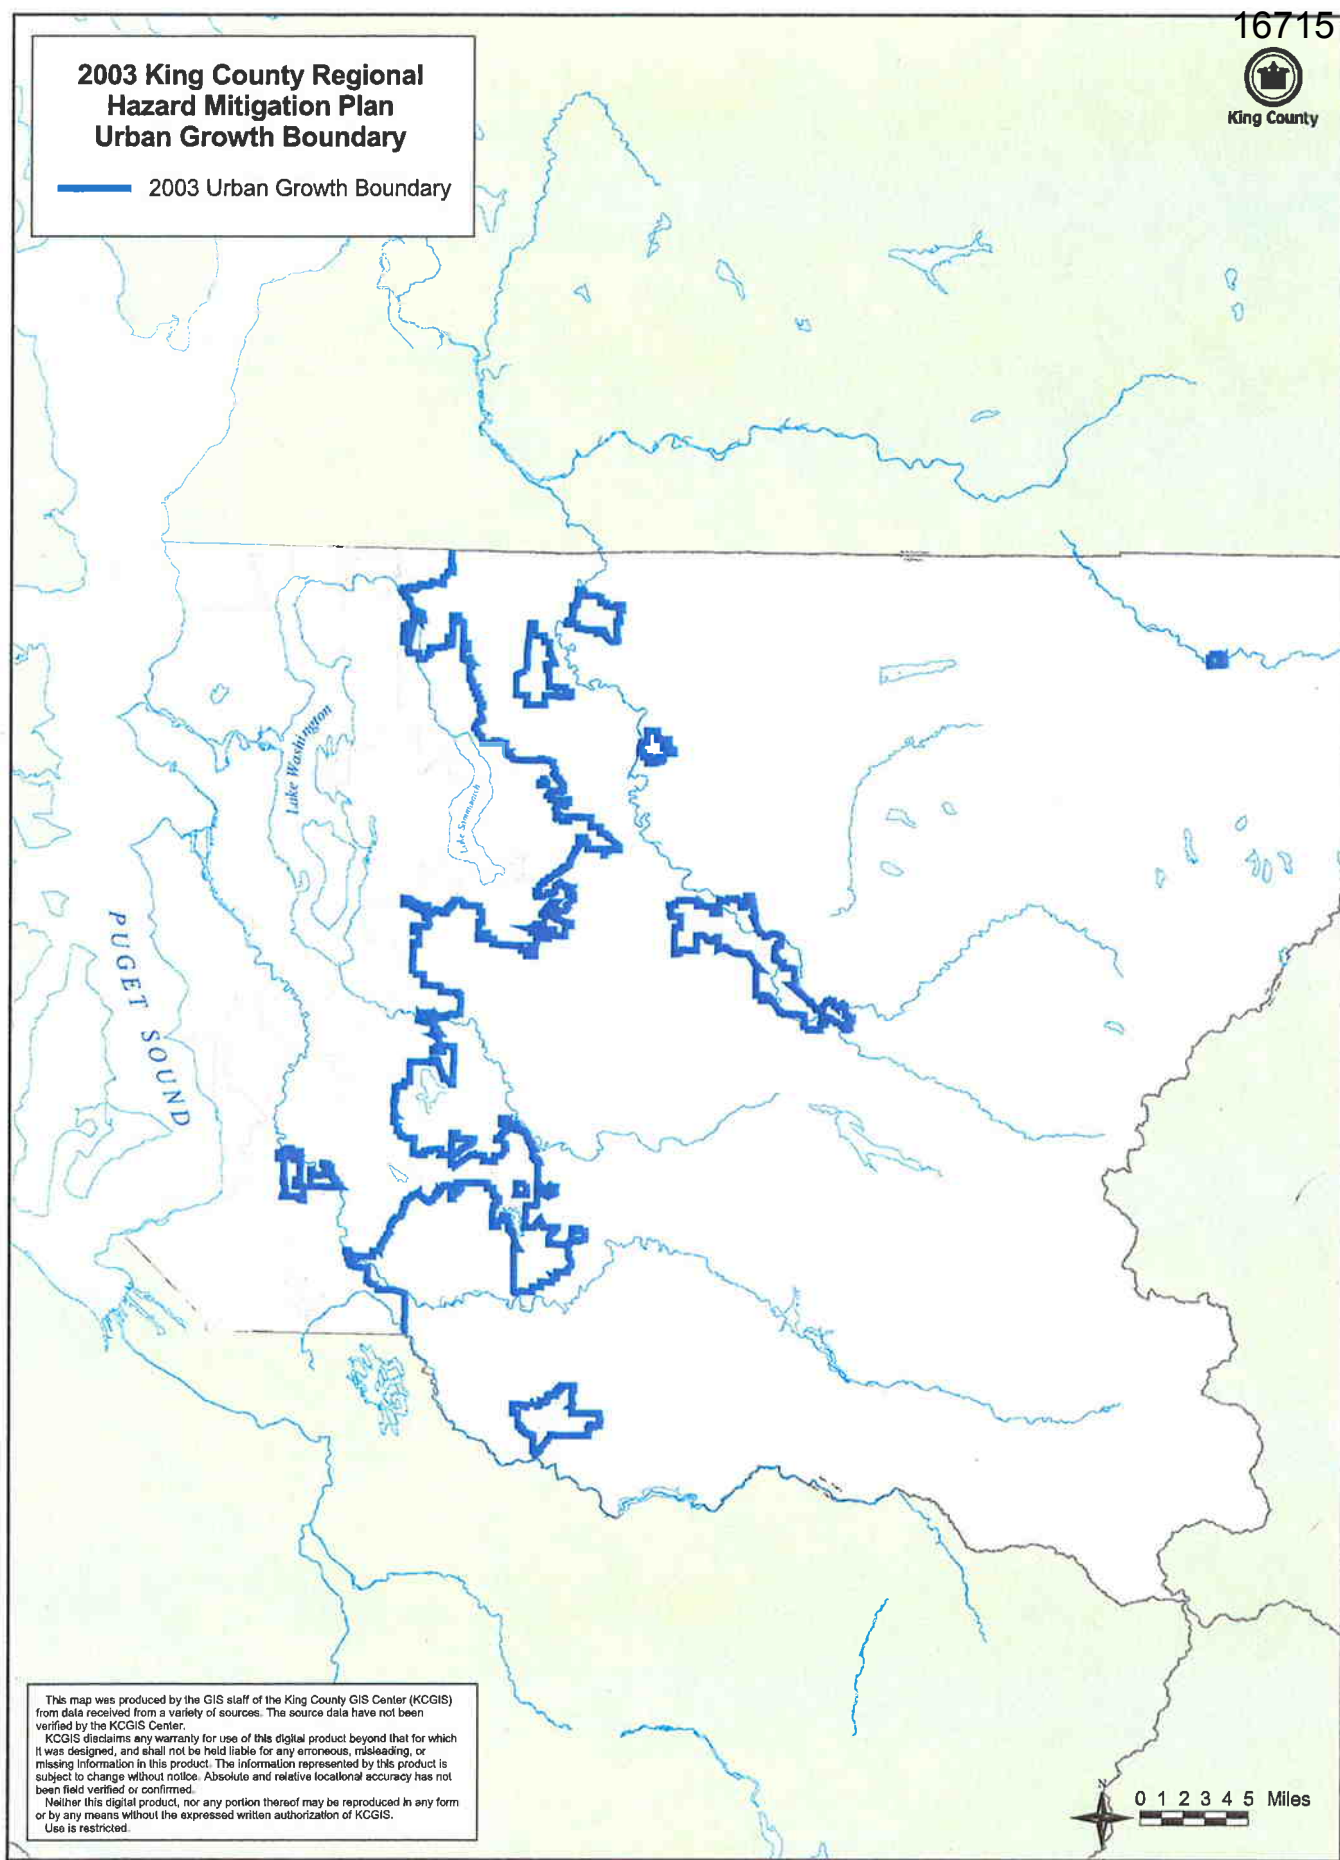 16715
King County
2003 King County Regional
Hazard Mitigation Plan
Urban Growth Boundary
2003 Urban Growth Boundary
Lake Washington
Lake Sammamish
PUGET SOUND
This map was produced by the GIS staff of the King County GIS Center (KCGIS)
from data received from a variety of sources. The source data have not been
verified by the KCGIS Center.
KCGIS disclaims any warranty for use of this digital product beyond that for which
it was designed, and shall not be held liable for any erroneous, misleading, or
missing information in this product. The information represented by this product is
subject to change without notice. Absolute and relative locational accuracy has not
been field verified or confirmed.
Neither this digital product, nor any portion thereof may be reproduced in any form
or by any means without the expressed written authorization of KCGIS.
Use is restricted.
N
0 1 2 3 4 5 Miles